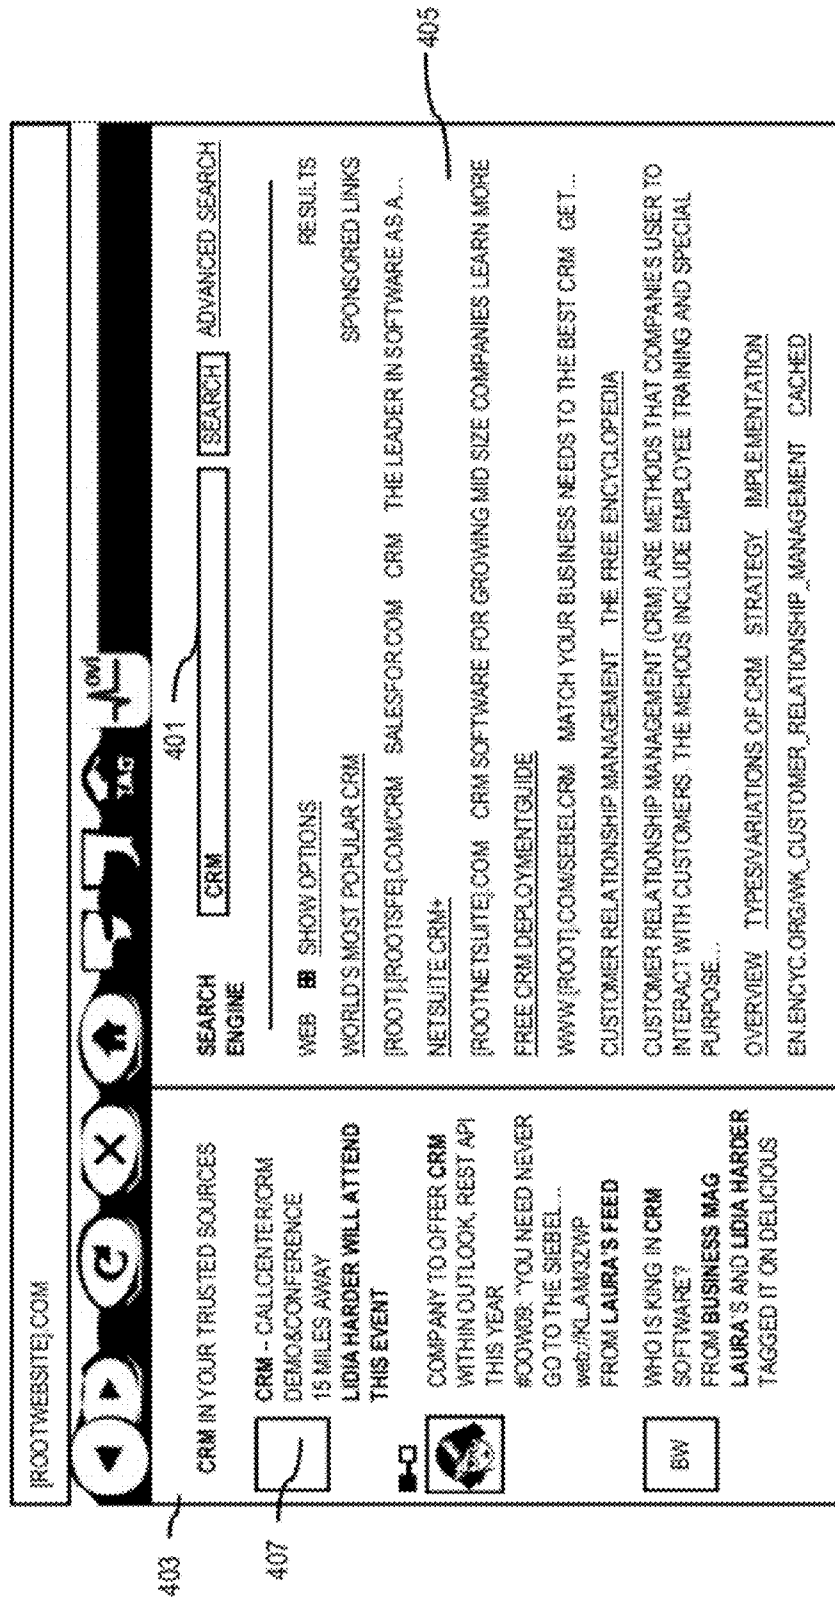 [ROOTWEBSITE].COM
TAG
401
403
405
407
CRM IN YOUR TRUSTED SOURCES
CRM – CALLCENTER/CRM
DEMO&CONFERENCE
15 MILES AWAY
LIDIA HARDER WILL ATTEND
THIS EVENT
COMPANY TO OFFER CRM
WITHIN OUTLOOK, REST API
THIS YEAR
#OOW09: "YOU NEED NEVER
GO TO THE SIEBEL...
FROM LAURA'S FEED
BW
WHO IS KING IN CRM
SOFTWARE?
FROM BUSINESS MAG
LAURA'S AND LIDIA HARDER
TAGGED IT ON DELICIOUS
SEARCH
ENGINE
CRM
SEARCH
ADVANCED SEARCH
WEB SHOW OPTIONS RESULTS
WORLD'S MOST POPULAR CRM SPONSORED LINKS
[ROOT].[ROOTSFE].COM/CRM SALESFOR.COM CRM THE LEADER IN SOFTWARE AS A...
NETSUITE CRM+
[ROOTNETSUITE].COM CRM SOFTWARE FOR GROWING MID SIZE COMPANIES LEARN MORE
FREE CRM DEPLOYMENTGUIDE
WWW.[ROOT].COM/SEBELCRM MATCH YOUR BUSINESS NEEDS TO THE BEST CRM GET...
CUSTOMER RELATIONSHIP MANAGEMENT THE FREE ENCYCLOPEDIA
CUSTOMER RELATIONSHIP MANAGEMENT (CRM) ARE METHODS THAT COMPANIES USER TO
INTERACT WITH CUSTOMERS. THE MEHODS INCLUDE EMPLOYEE TRAINING AND SPECIAL
PURPOSE...
OVERVIEW TYPES/VARIATIONS OF CRM STRATEGY IMPLEMENTATION
EN.ENCYC.ORG/WK_CUSTOMER_RELATIONSHIP_MANAGEMENT CACHED